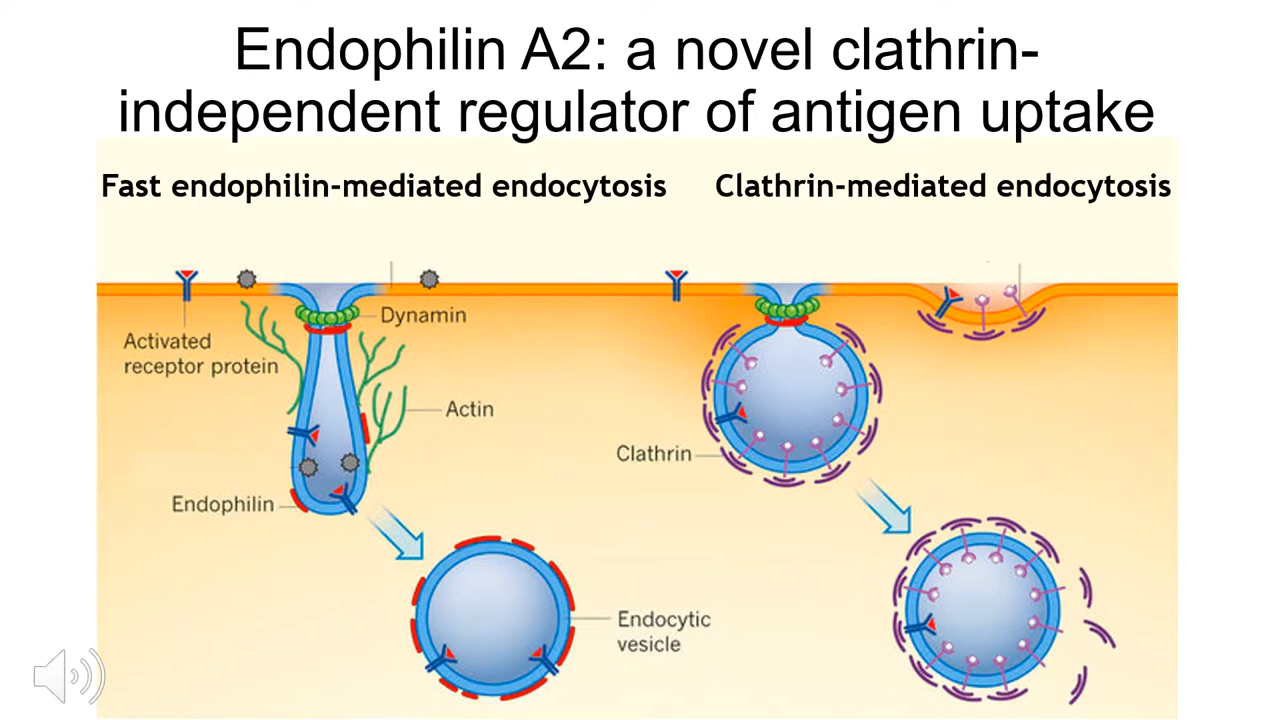 Endophilin A2: a novel clathrin-
independent regulator of antigen uptake
Fast endophilin-mediated endocytosis
Clathrin-mediated endocytosis
Dynamin
Activated
receptor protein
Actin
Clathrin
Endophilin
Endocytic
vesicle